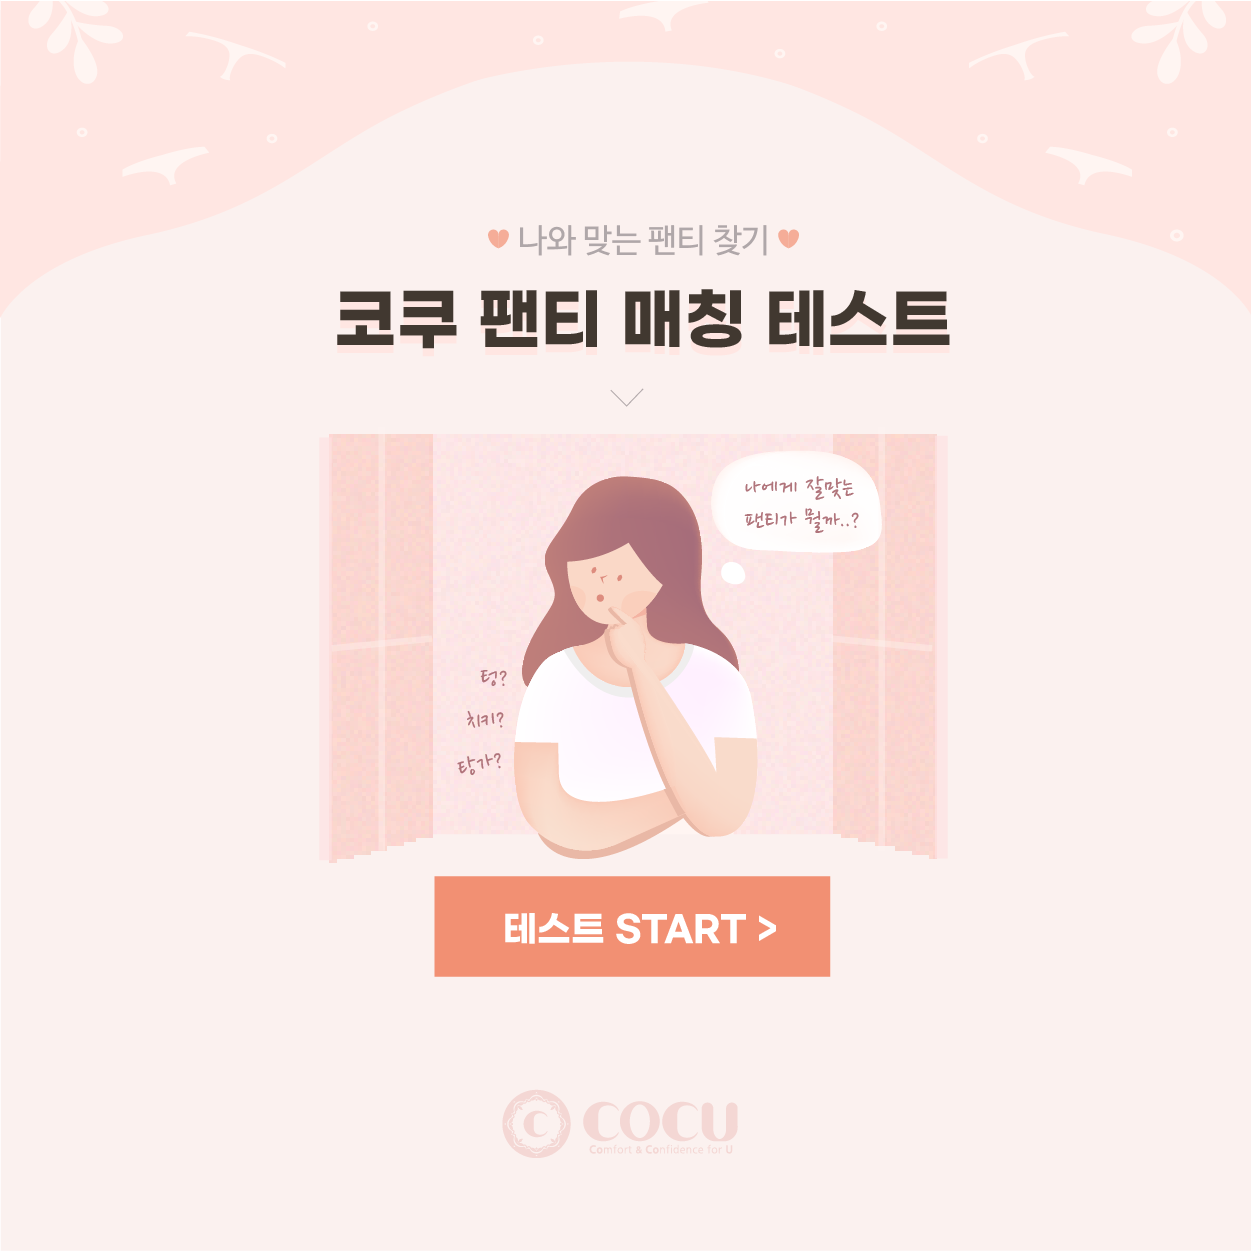 나와 맞는 팬티 찾기
코쿠 팬티 매칭 테스트
나에게 잘맞는
팬티가 뭘까..?
텅?
치키?
탕가?
테스트 START >
C COCU
Comfort & Confidence for U